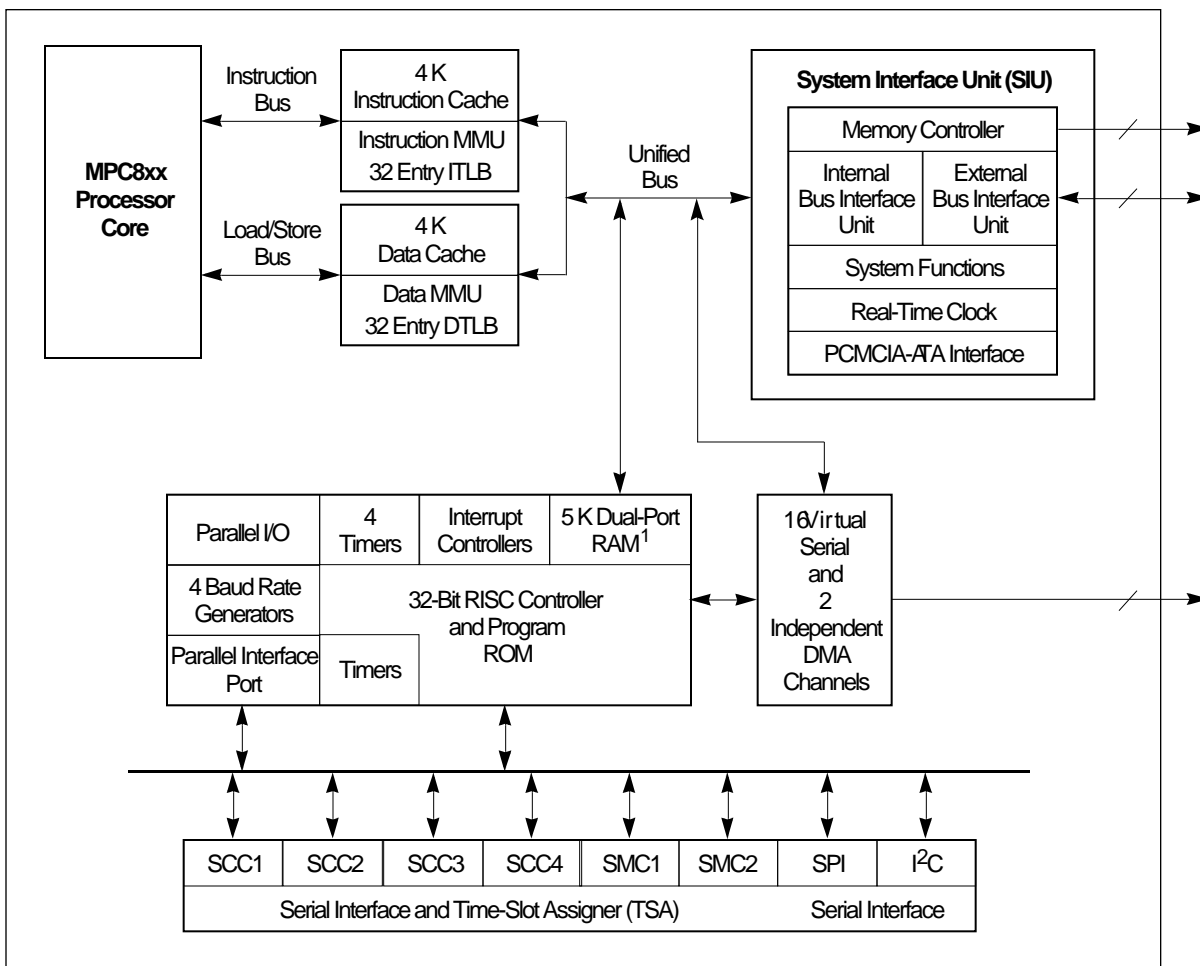 MPC8xx
Processor
Core
Instruction
Bus
Load/Store
Bus
4 K
Instruction Cache
Instruction MMU
32 Entry ITLB
4 K
Data Cache
Data MMU
32 Entry DTLB
Unified
Bus
System Interface Unit (SIU)
Memory Controller
Internal
Bus Interface
Unit
External
Bus Interface
Unit
System Functions
Real-Time Clock
PCMCIA-ATA Interface
Parallel I/O
4
Timers
Interrupt
Controllers
5 K Dual-Port
RAM¹
4 Baud Rate
Generators
32-Bit RISC Controller
and Program
ROM
Parallel Interface
Port
Timers
16Virtual
Serial
and
2
Independent
DMA
Channels
SCC1
SCC2
SCC3
SCC4
SMC1
SMC2
SPI
I²C
Serial Interface and Time-Slot Assigner (TSA)
Serial Interface